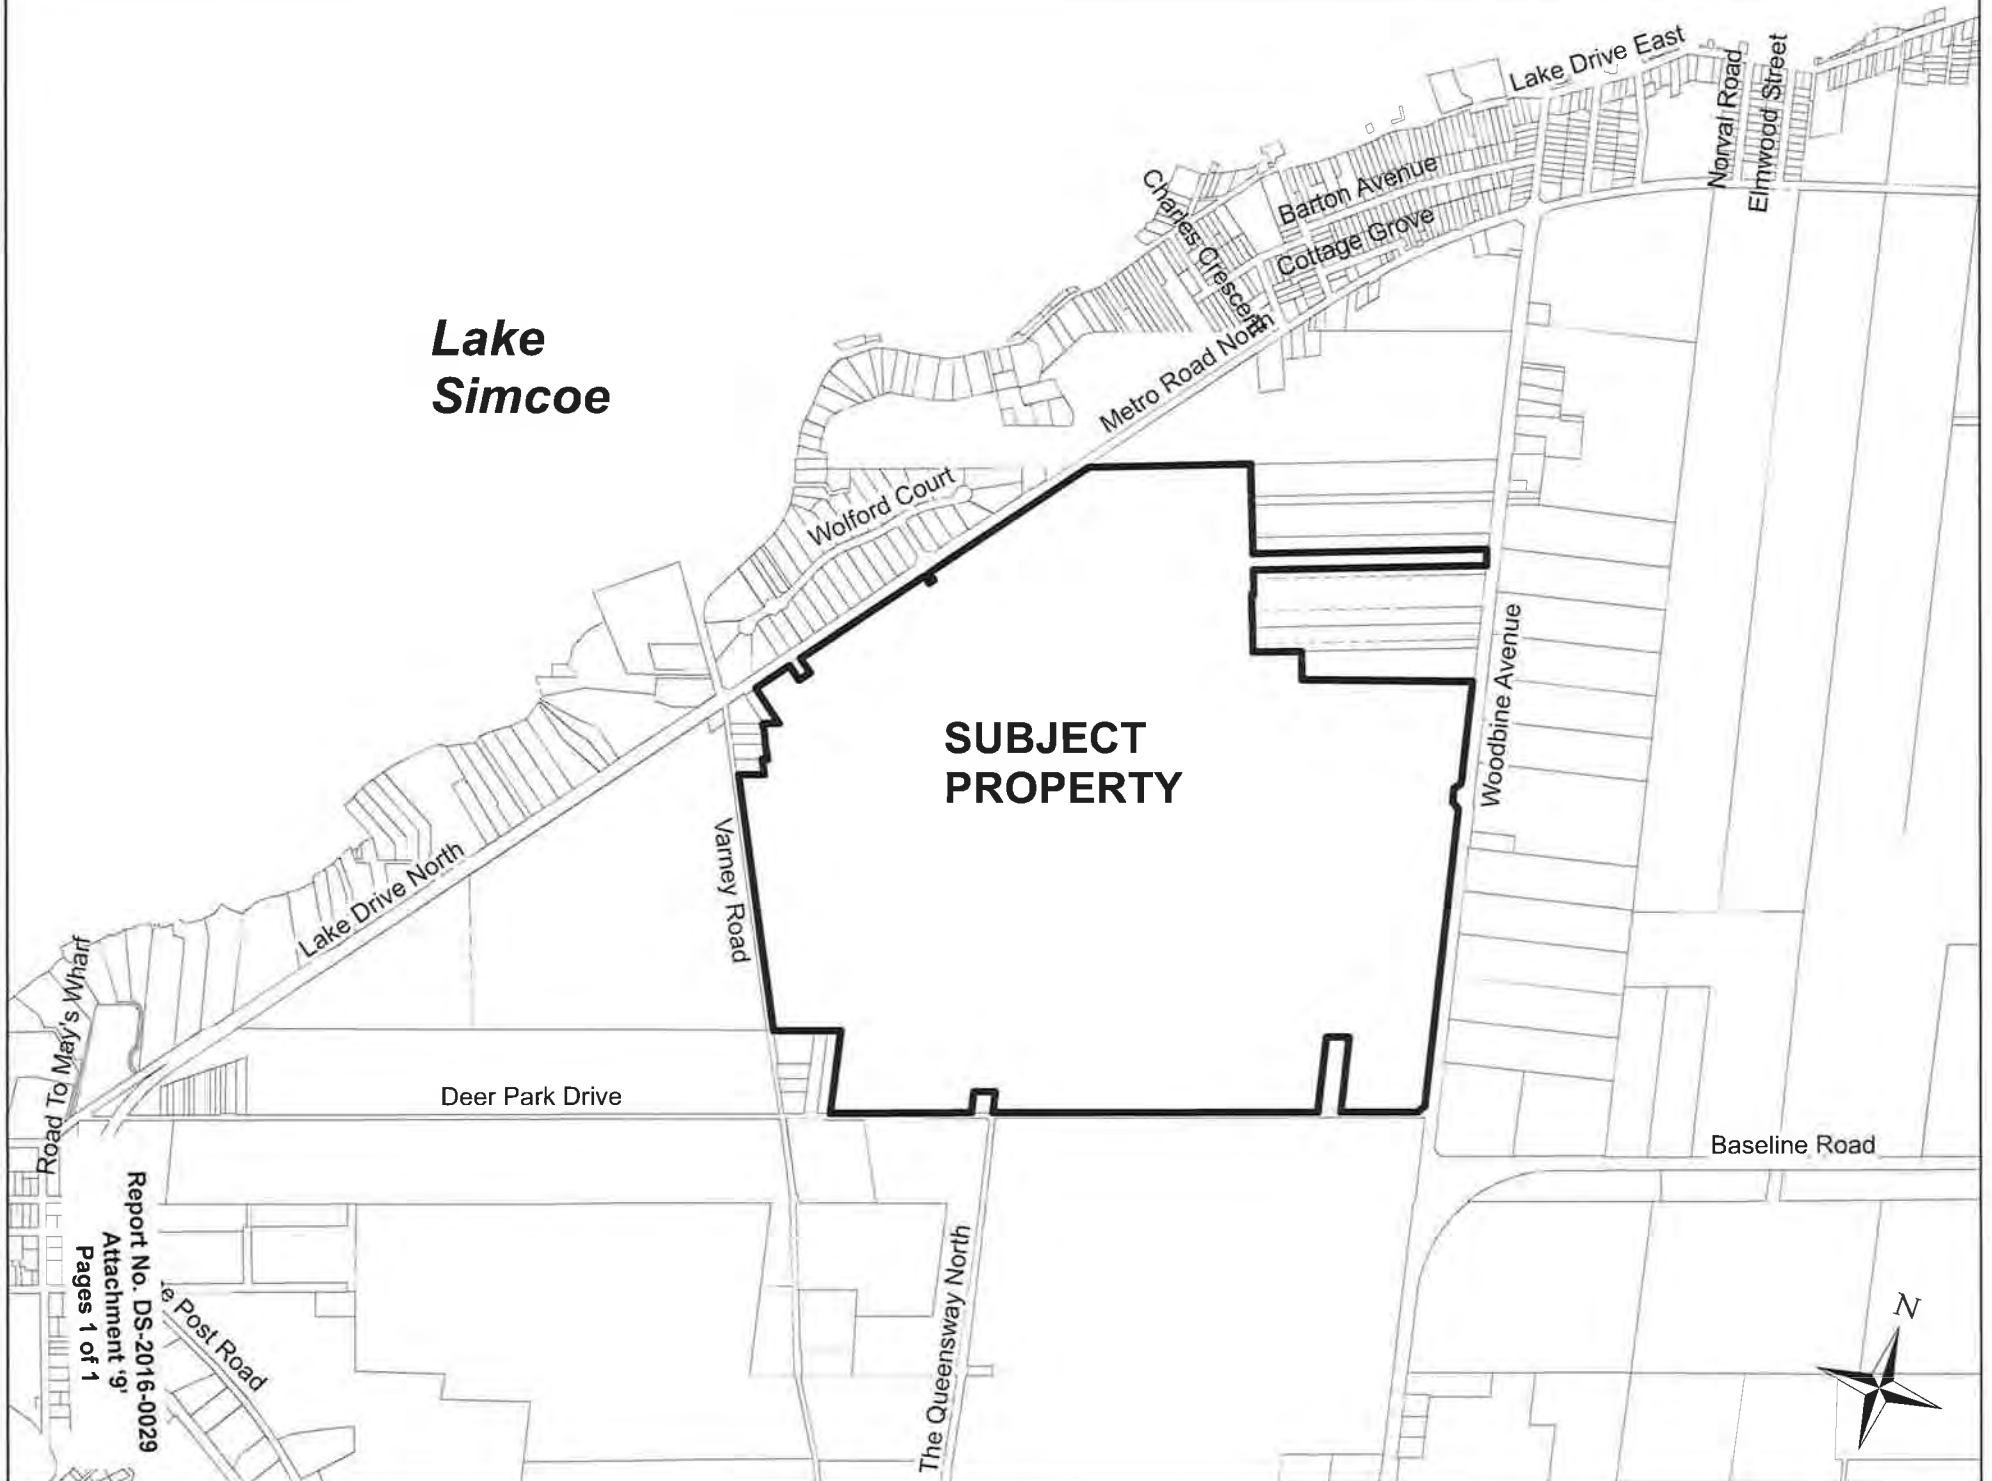 Lake Drive East
Norval Road
Elmwood Street
Barton Avenue
Charles Crescent
Cottage Grove
Lake
Simcoe
Metro Road North
Wolford Court
Woodbine Avenue
SUBJECT
PROPERTY
Varney Road
Lake Drive North
Road To May's Wharf
Deer Park Drive
Baseline Road
Report No. DS-2016-0029
Attachment '9'
Pages 1 of 1
e Post Road
The Queensway North
N